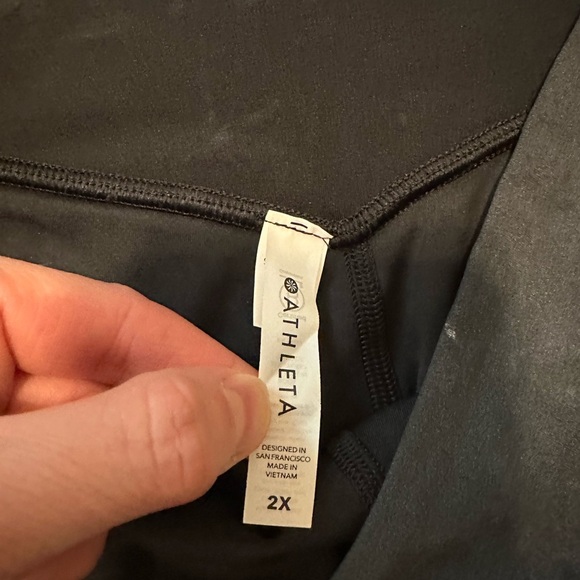 ATHLETA
DESIGNED IN
SAN FRANCISCO
MADE IN
VIETNAM
2X